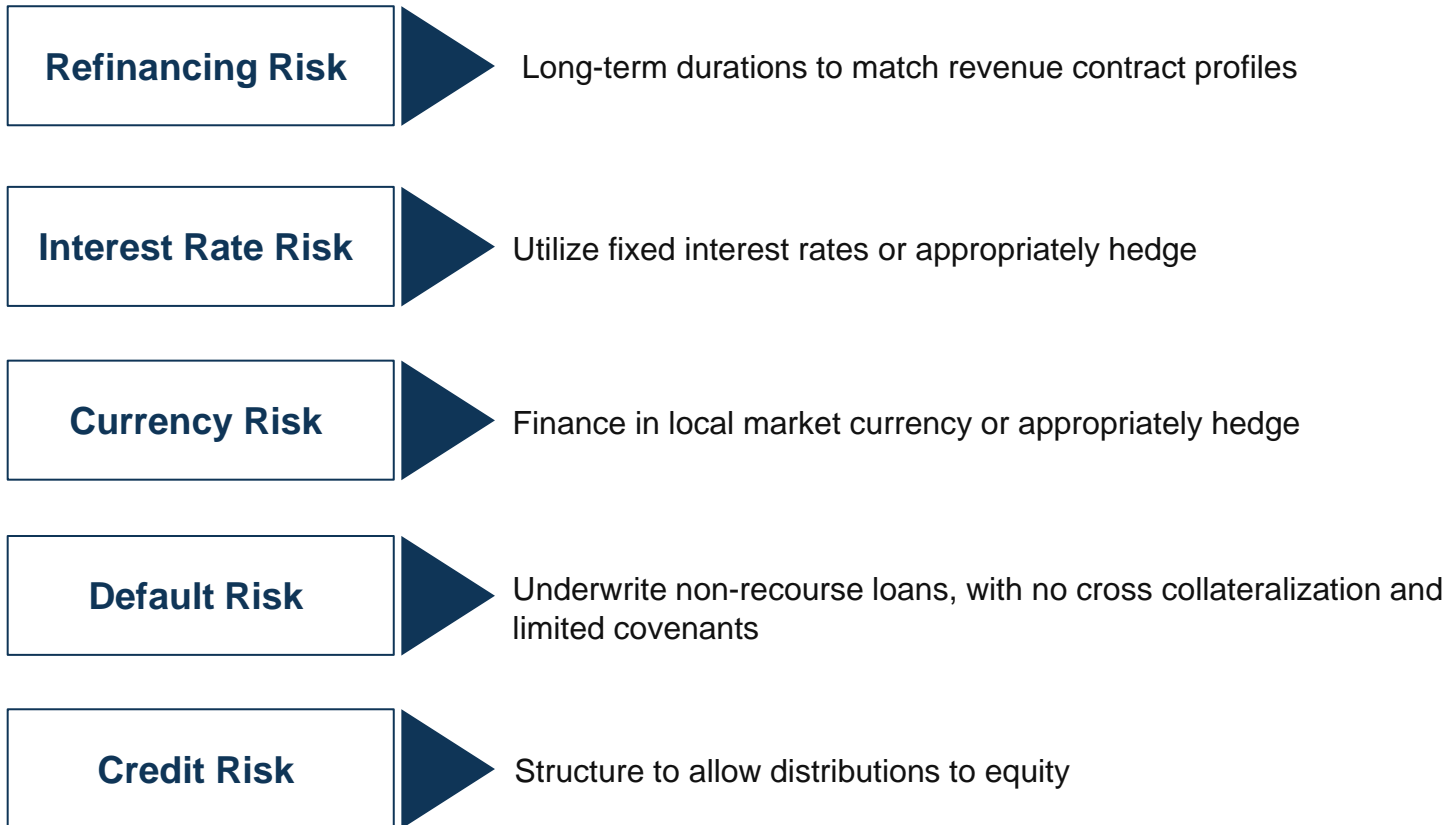 Refinancing Risk
Long-term durations to match revenue contract profiles
Interest Rate Risk
Utilize fixed interest rates or appropriately hedge
Currency Risk
Finance in local market currency or appropriately hedge
Default Risk
Underwrite non-recourse loans, with no cross collateralization and
limited covenants
Credit Risk
Structure to allow distributions to equity